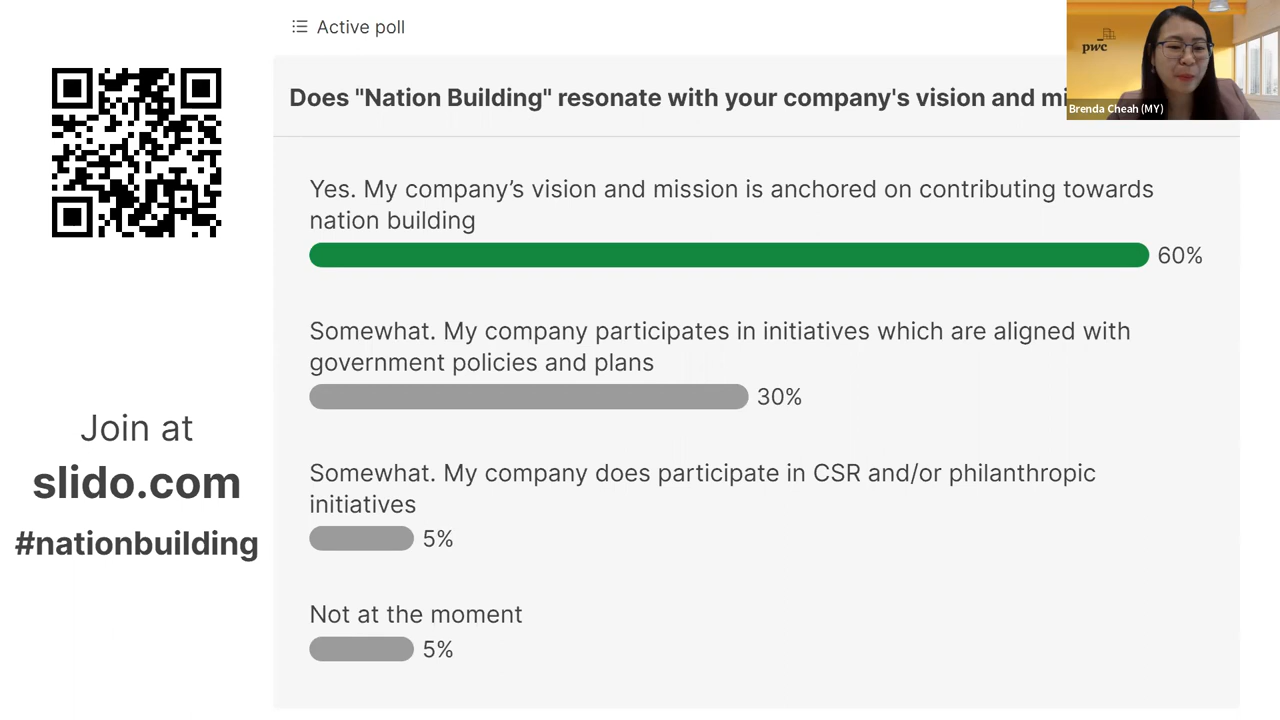 Active poll
Does "Nation Building" resonate with your company's vision and mi
pwc
Brenda Cheah (MY)
Yes. My company’s vision and mission is anchored on contributing towards
nation building
60%
Somewhat. My company participates in initiatives which are aligned with
government policies and plans
30%
Somewhat. My company does participate in CSR and/or philanthropic
initiatives
5%
Not at the moment
5%
Join at
slido.com
#nationbuilding